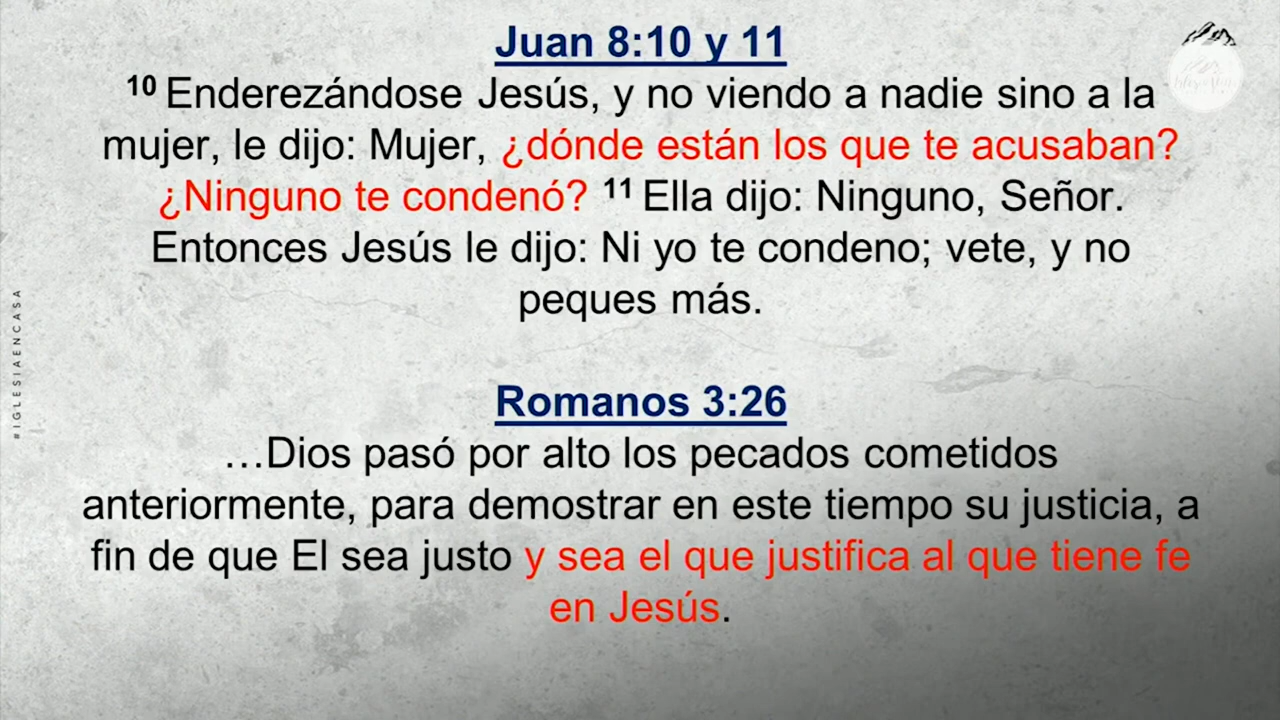 Juan 8:10 y 11
10 Enderezándose Jesús, y no viendo a nadie sino a la
mujer, le dijo: Mujer, ¿dónde están los que te acusaban?
¿Ninguno te condenó? 11 Ella dijo: Ninguno, Señor.
Entonces Jesús le dijo: Ni yo te condeno; vete, y no
peques más.
Romanos 3:26
…Dios pasó por alto los pecados cometidos
anteriormente, para demostrar en este tiempo su justicia, a
fin de que El sea justo y sea el que justifica al que tiene fe
en Jesús.
#IGLESIAENCASA